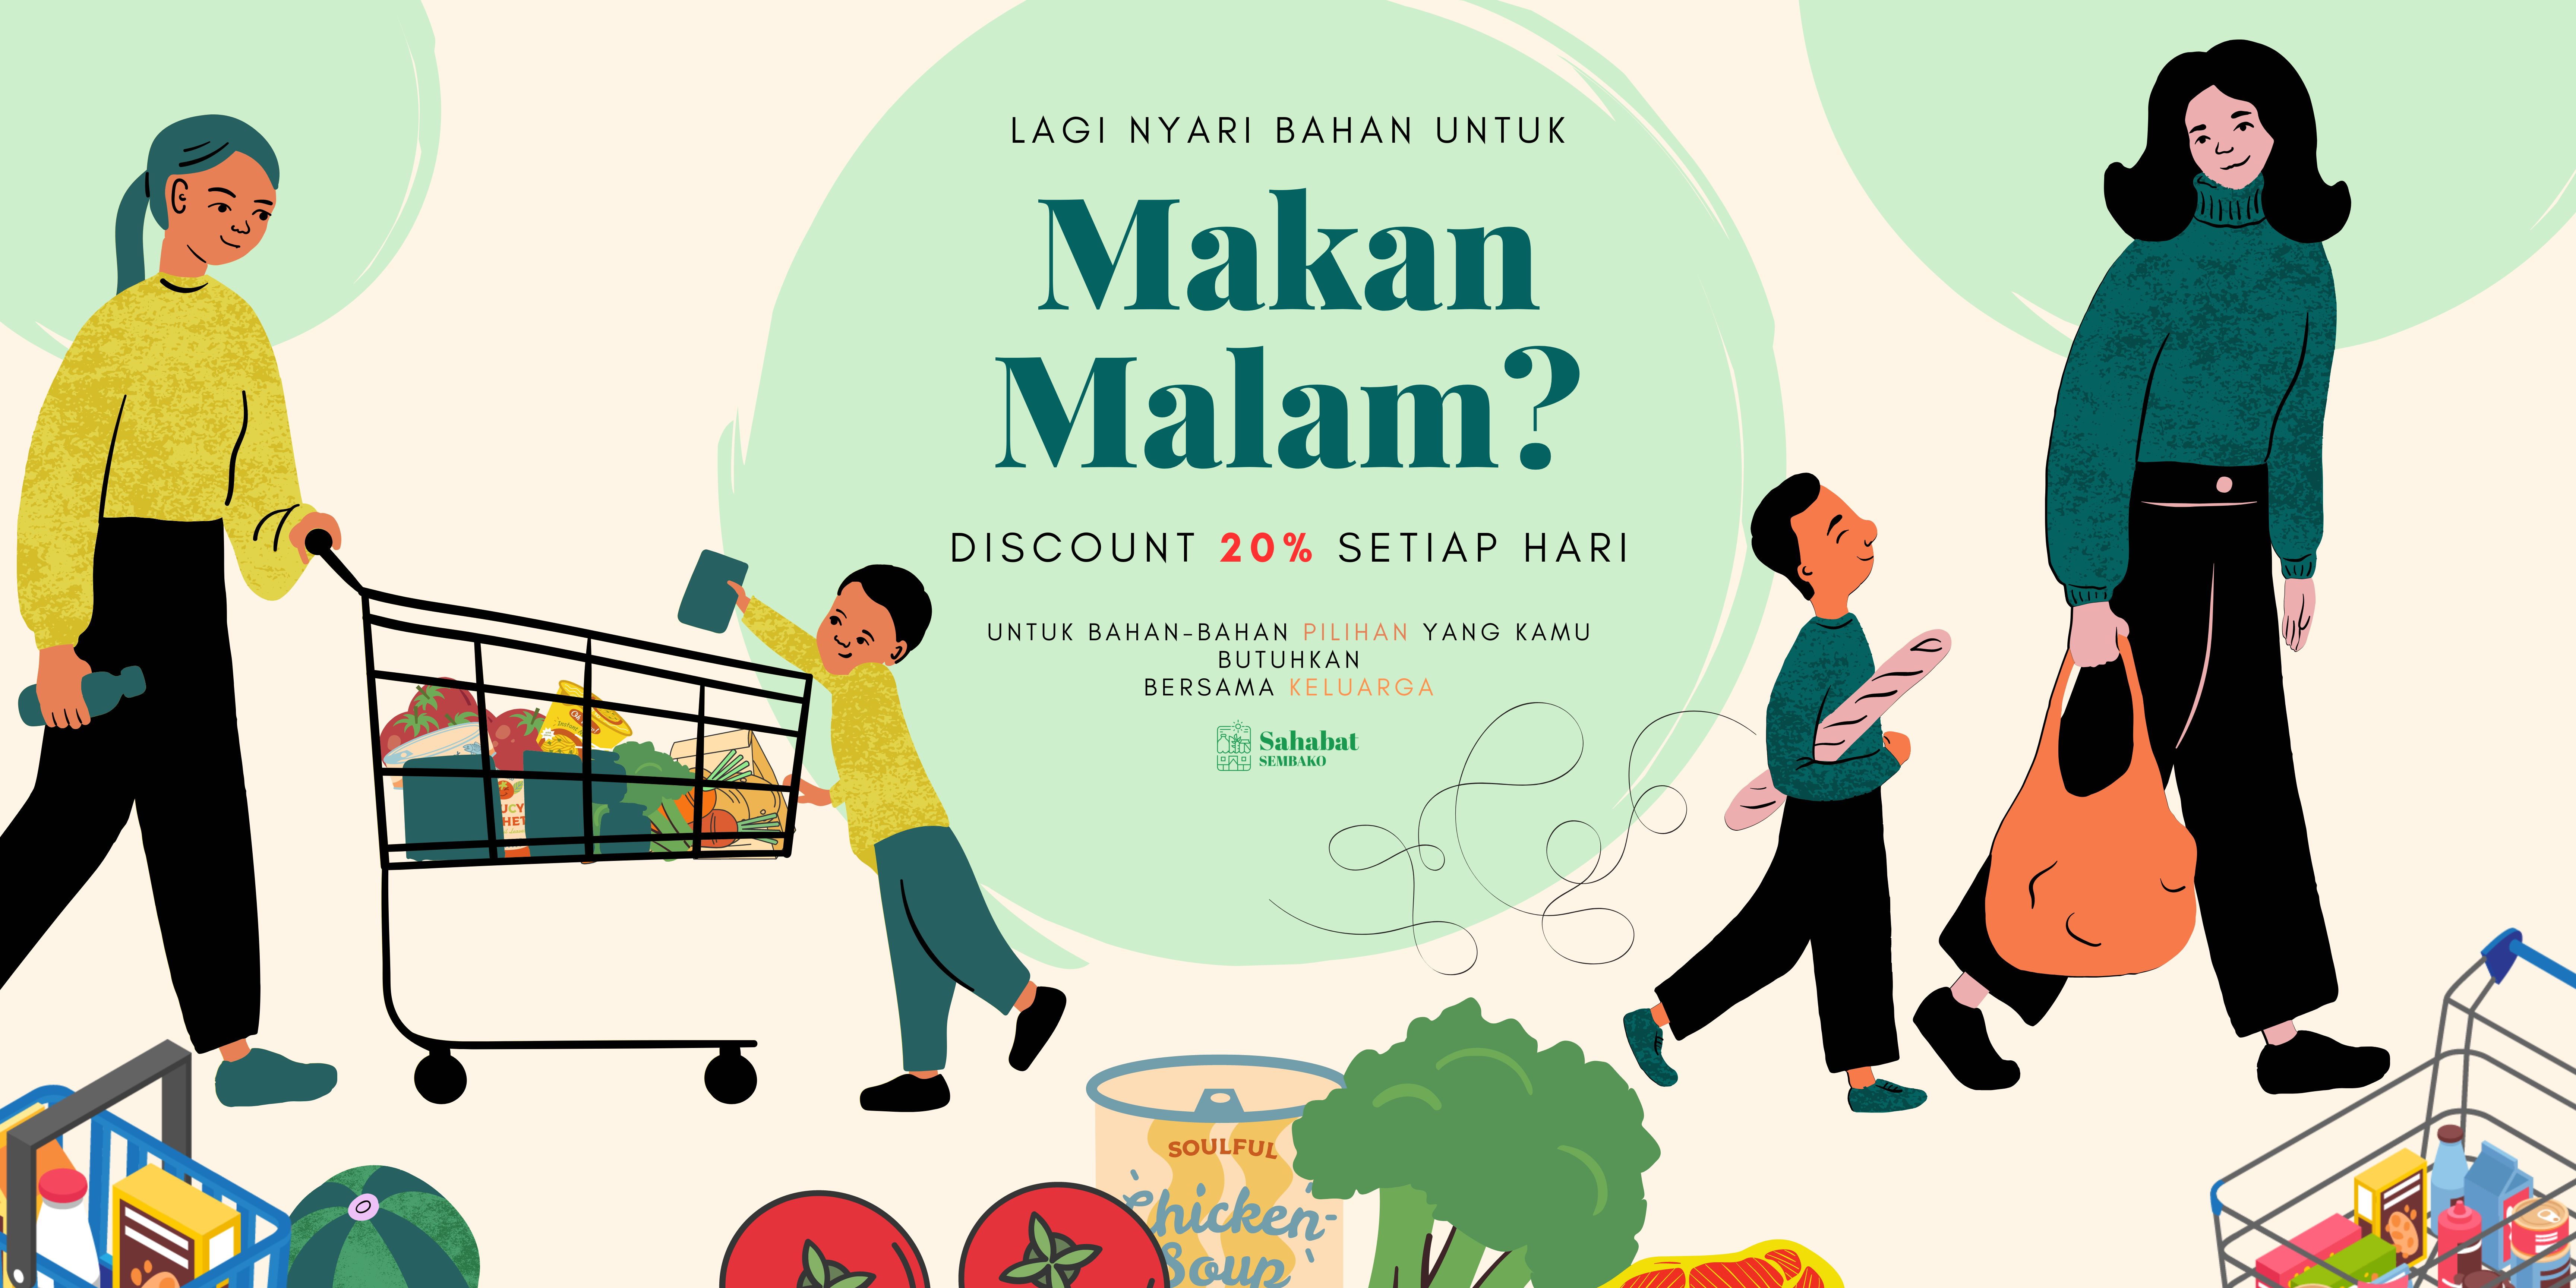 LAGI NYARI BAHAN UNTUK
Makan
Malam?
DISCOUNT 20% SETIAP HARI
UNTUK BAHAN-BAHAN PILIHAN YANG KAMU
BUTUHKAN
BERSAMA KELUARGA
Sahabat
SEMBAKO
SOULFUL
Chicken-
Soup